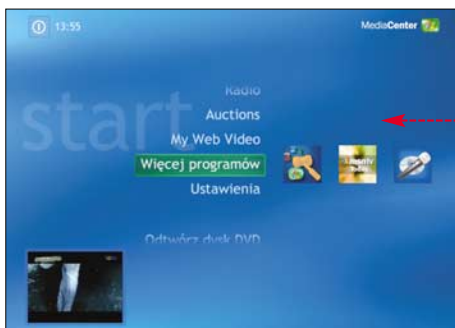 13:55
MediaCenter
start
Radio
Auctions
My Web Video
Więcej programów
Ustawienia
Odtwórz dysk DVD